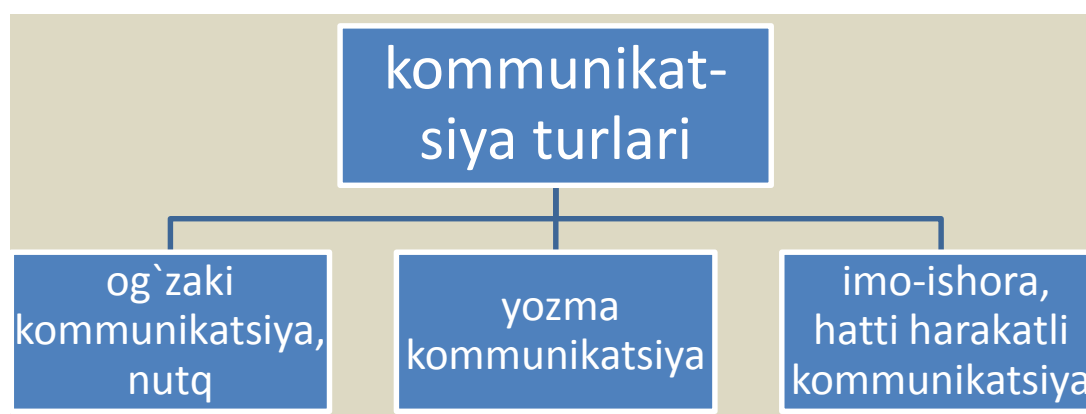 kommunikat-
siya turlari
og`zaki
kommunikatsiya,
nutq
yozma
kommunikatsiya
imo-ishora,
hatti harakatli
kommunikatsiya